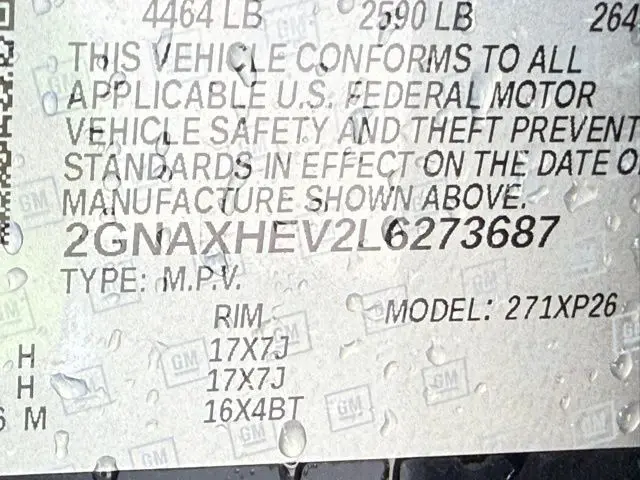 4464 LB 2590 LB 264
THIS VEHICLE CONFORMS TO ALL
APPLICABLE U.S. FEDERAL MOTOR
VEHICLE SAFETY AND THEFT PREVENT
STANDARDS IN EFFECT ON THE DATE O
MANUFACTURE SHOWN ABOVE.
2GNAXHEV2L6273687
TYPE: M.P.V.
RIM MODEL: 271XP26
H 17X7J
H 17X7J
6 M 16X4BT